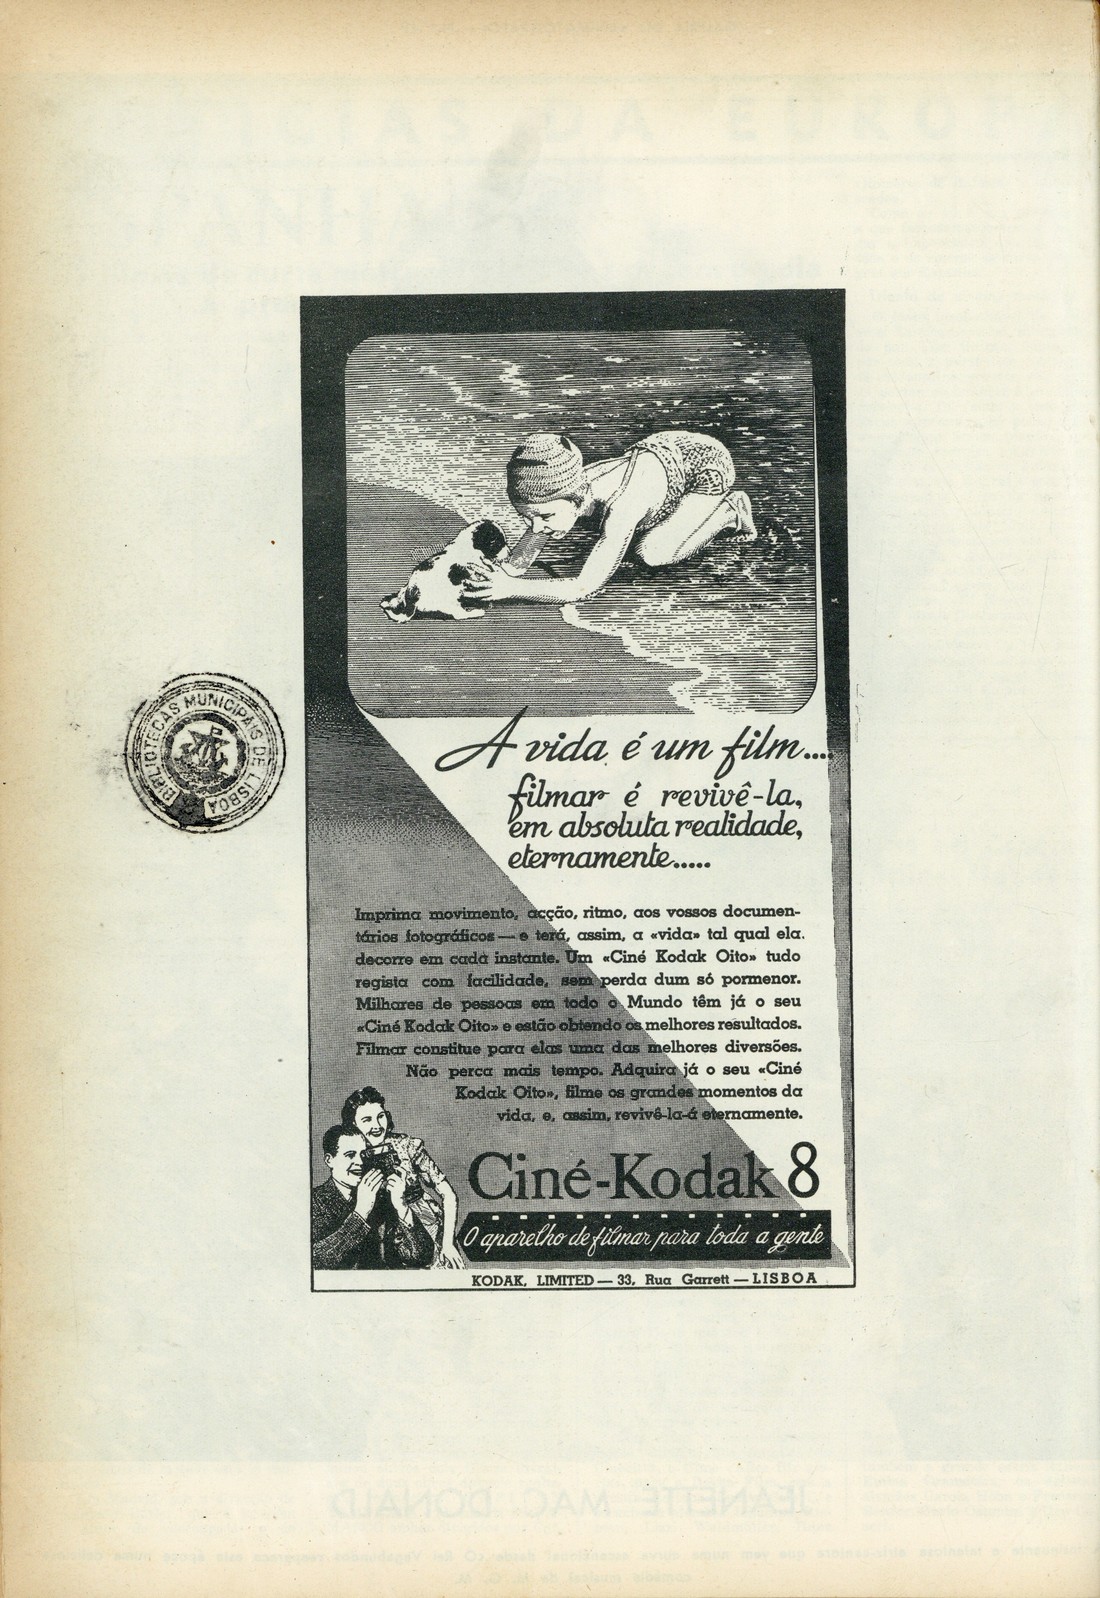 A vida é um film....
filmar é revivê-la,
em absoluta realidade,
eternamente.....
Imprima movimento, acção, ritmo, aos vossos documen-
tários fotográficos — e terá, assim, a «vida» tal qual ela.
decorre em cada instante. Um «Ciné Kodak Oito» tudo
regista com facilidade, sem perda dum só pormenor.
Milhares de pessoas em todo o Mundo têm já o seu
«Ciné Kodak Oito» e estão obtendo os melhores resultados.
Filmar constitue para elas uma das melhores diversões.
Não perca mais tempo. Adquira já o seu «Ciné
Kodak Oito», filme os grandes momentos da
vida, e, assim, revivê-la-á eternamente.
Ciné-Kodak 8
O aparelho de filmar para toda a gente
KODAK, LIMITED — 33, Rua Garrett — LISBOA
BIBLIOTECAS MUNICIPAIS DE LISBOA
JEANETTE MAC DONALD